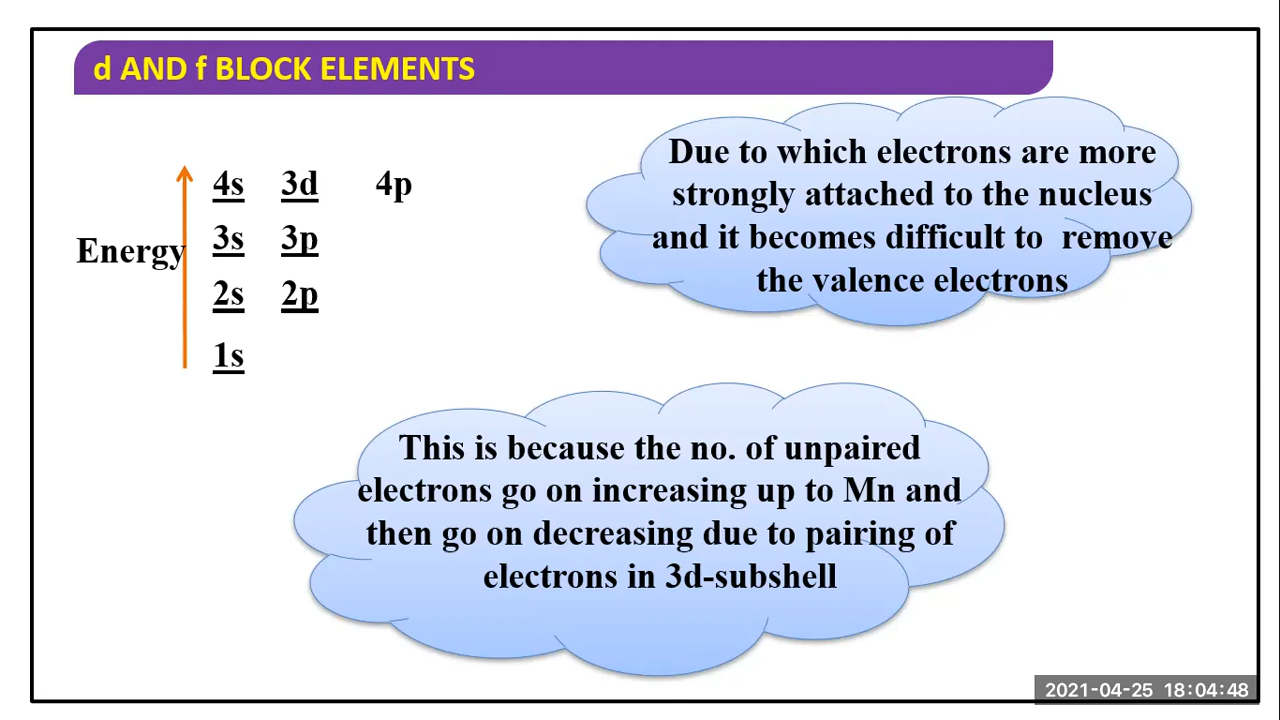 d AND f BLOCK ELEMENTS
Due to which electrons are more
strongly attached to the nucleus
and it becomes difficult to remove
the valence electrons
4s 3d 4p
3s 3p
Energy
2s 2p
1s
This is because the no. of unpaired
electrons go on increasing up to Mn and
then go on decreasing due to pairing of
electrons in 3d-subshell
2021-04-25 18:04:48